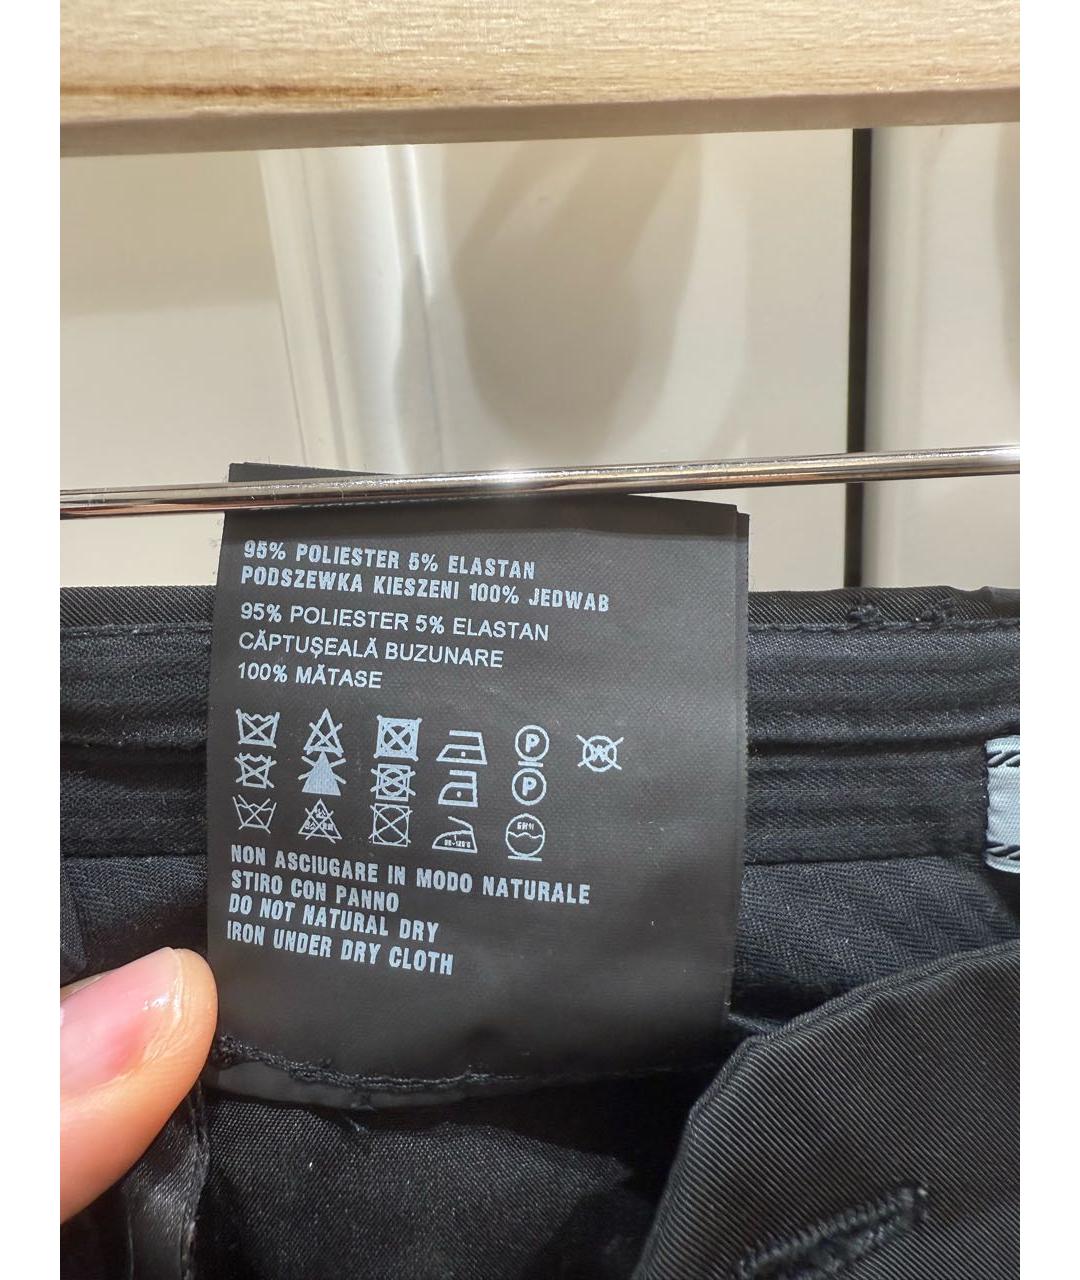 95% POLIESTER 5% ELASTAN
PODSZEWKA KIESZENI 100% JEDWAB
95% POLIESTER 5% ELASTAN
CĂPTUŞEALĂ BUZUNARE
100% MĂTASE
P
W
P
NON ASCIUGARE IN MODO NATURALE
STIRO CON PANNO
DO NOT NATURAL DRY
IRON UNDER DRY CLOTH